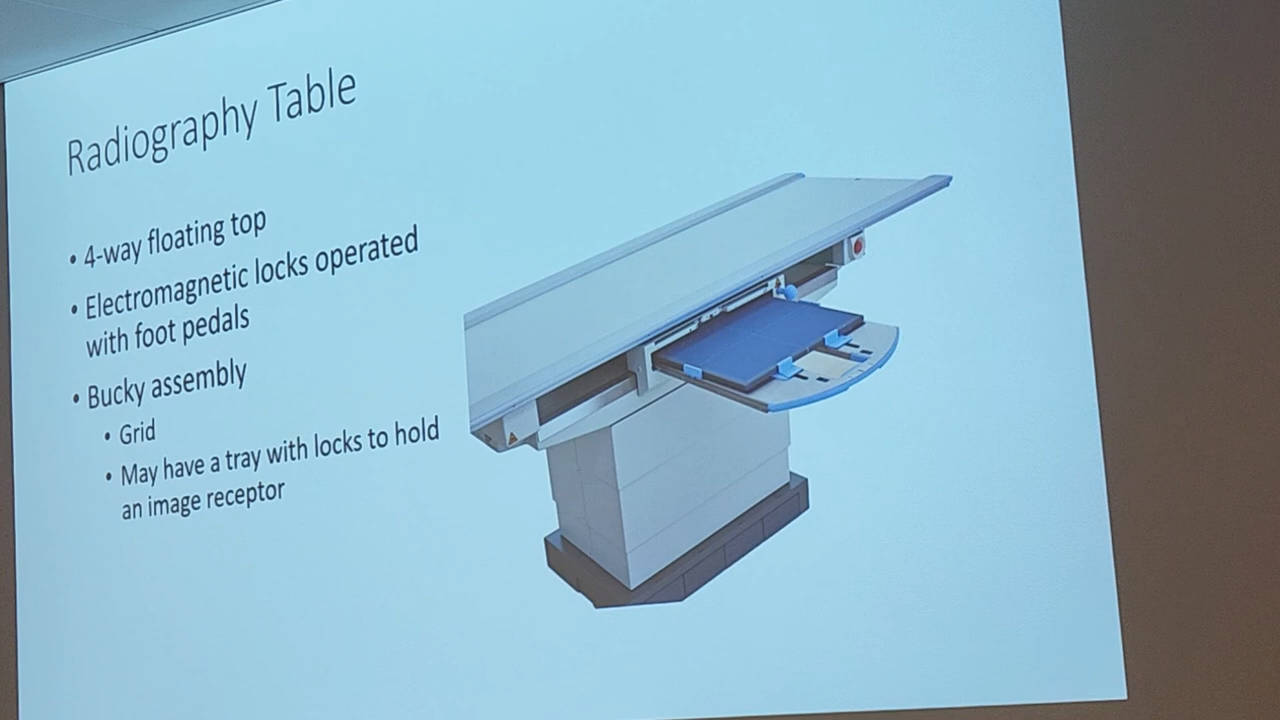 Radiography Table
• 4-way floating top
• Electromagnetic locks operated
with foot pedals
• Bucky assembly
• Grid
• May have a tray with locks to hold
an image receptor